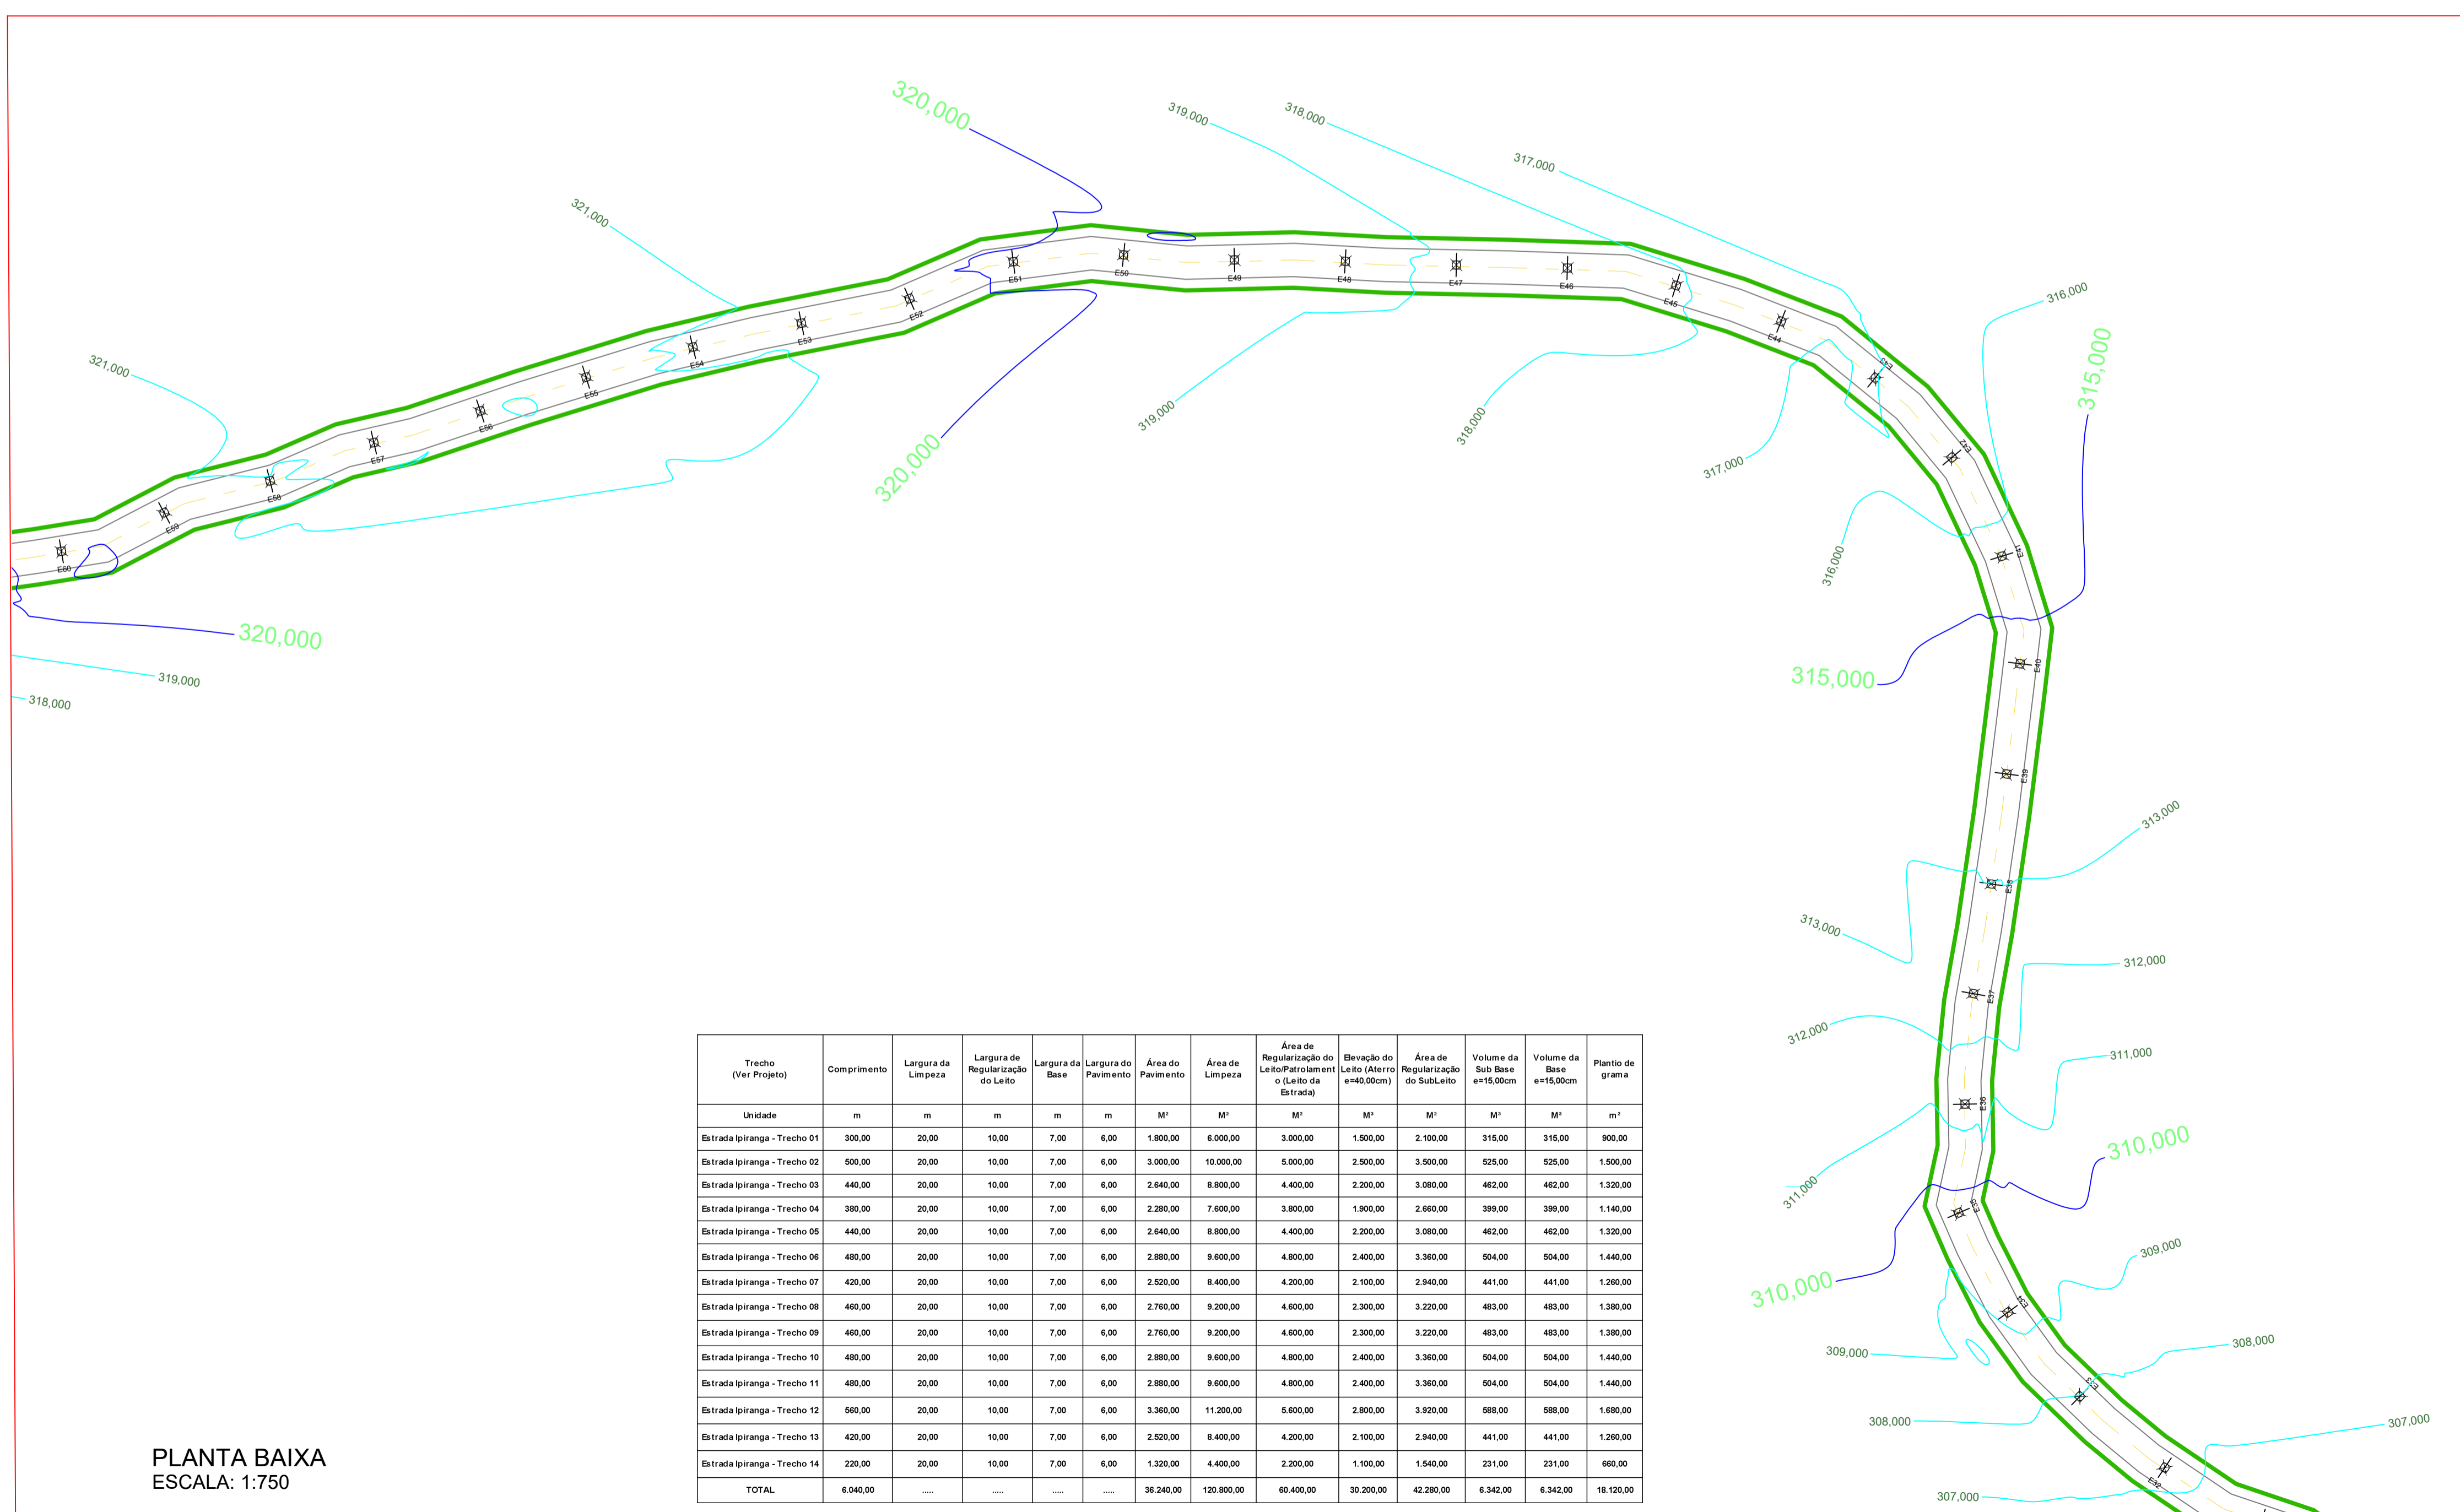 320,000
319,000
318,000
317,000
321,000
316,000
315,000
321,000
E51
E50
E49
E48
E47
E46
E45
E44
E43
E42
E41
E40
E39
E38
E37
E36
E35
E34
E33
E32
E52
E53
E54
E55
E56
E57
E58
E59
E60
320,000
319,000
318,000
317,000
316,000
315,000
320,000
319,000
318,000
313,000
313,000
312,000
312,000
311,000
311,000
310,000
310,000
309,000
309,000
308,000
308,000
307,000
307,000
Trecho (Ver Projeto) Comprimento Largura da Limpeza Largura de Regularização do Leito Largura da Base Largura do Pavimento Área do Pavimento Área de Limpeza Área de Regularização do Leito/Patrolamento (Leito da Estrada) Elevação do Leito (Aterro e=40,00cm) Área de Regularização do SubLeito Volume da Sub Base e=15,00cm Volume da Base e=15,00cm Plantio de grama
Unidade m m m m m M² M² M² M³ M² M³ M³ m²
Estrada Ipiranga - Trecho 01 300,00 20,00 10,00 7,00 6,00 1.800,00 6.000,00 3.000,00 1.500,00 2.100,00 315,00 315,00 900,00
Estrada Ipiranga - Trecho 02 500,00 20,00 10,00 7,00 6,00 3.000,00 10.000,00 5.000,00 2.500,00 3.500,00 525,00 525,00 1.500,00
Estrada Ipiranga - Trecho 03 440,00 20,00 10,00 7,00 6,00 2.640,00 8.800,00 4.400,00 2.200,00 3.080,00 462,00 462,00 1.320,00
Estrada Ipiranga - Trecho 04 380,00 20,00 10,00 7,00 6,00 2.280,00 7.600,00 3.800,00 1.900,00 2.660,00 399,00 399,00 1.140,00
Estrada Ipiranga - Trecho 05 440,00 20,00 10,00 7,00 6,00 2.640,00 8.800,00 4.400,00 2.200,00 3.080,00 462,00 462,00 1.320,00
Estrada Ipiranga - Trecho 06 480,00 20,00 10,00 7,00 6,00 2.880,00 9.600,00 4.800,00 2.400,00 3.360,00 504,00 504,00 1.440,00
Estrada Ipiranga - Trecho 07 420,00 20,00 10,00 7,00 6,00 2.520,00 8.400,00 4.200,00 2.100,00 2.940,00 441,00 441,00 1.260,00
Estrada Ipiranga - Trecho 08 460,00 20,00 10,00 7,00 6,00 2.760,00 9.200,00 4.600,00 2.300,00 3.220,00 483,00 483,00 1.380,00
Estrada Ipiranga - Trecho 09 460,00 20,00 10,00 7,00 6,00 2.760,00 9.200,00 4.600,00 2.300,00 3.220,00 483,00 483,00 1.380,00
Estrada Ipiranga - Trecho 10 480,00 20,00 10,00 7,00 6,00 2.880,00 9.600,00 4.800,00 2.400,00 3.360,00 504,00 504,00 1.440,00
Estrada Ipiranga - Trecho 11 480,00 20,00 10,00 7,00 6,00 2.880,00 9.600,00 4.800,00 2.400,00 3.360,00 504,00 504,00 1.440,00
Estrada Ipiranga - Trecho 12 560,00 20,00 10,00 7,00 6,00 3.360,00 11.200,00 5.600,00 2.800,00 3.920,00 588,00 588,00 1.680,00
Estrada Ipiranga - Trecho 13 420,00 20,00 10,00 7,00 6,00 2.520,00 8.400,00 4.200,00 2.100,00 2.940,00 441,00 441,00 1.260,00
Estrada Ipiranga - Trecho 14 220,00 20,00 10,00 7,00 6,00 1.320,00 4.400,00 2.200,00 1.100,00 1.540,00 231,00 231,00 660,00
TOTAL 6.040,00 ..... ..... ..... ..... 36.240,00 120.800,00 60.400,00 30.200,00 42.280,00 6.342,00 6.342,00 18.120,00
PLANTA BAIXA
ESCALA: 1:750